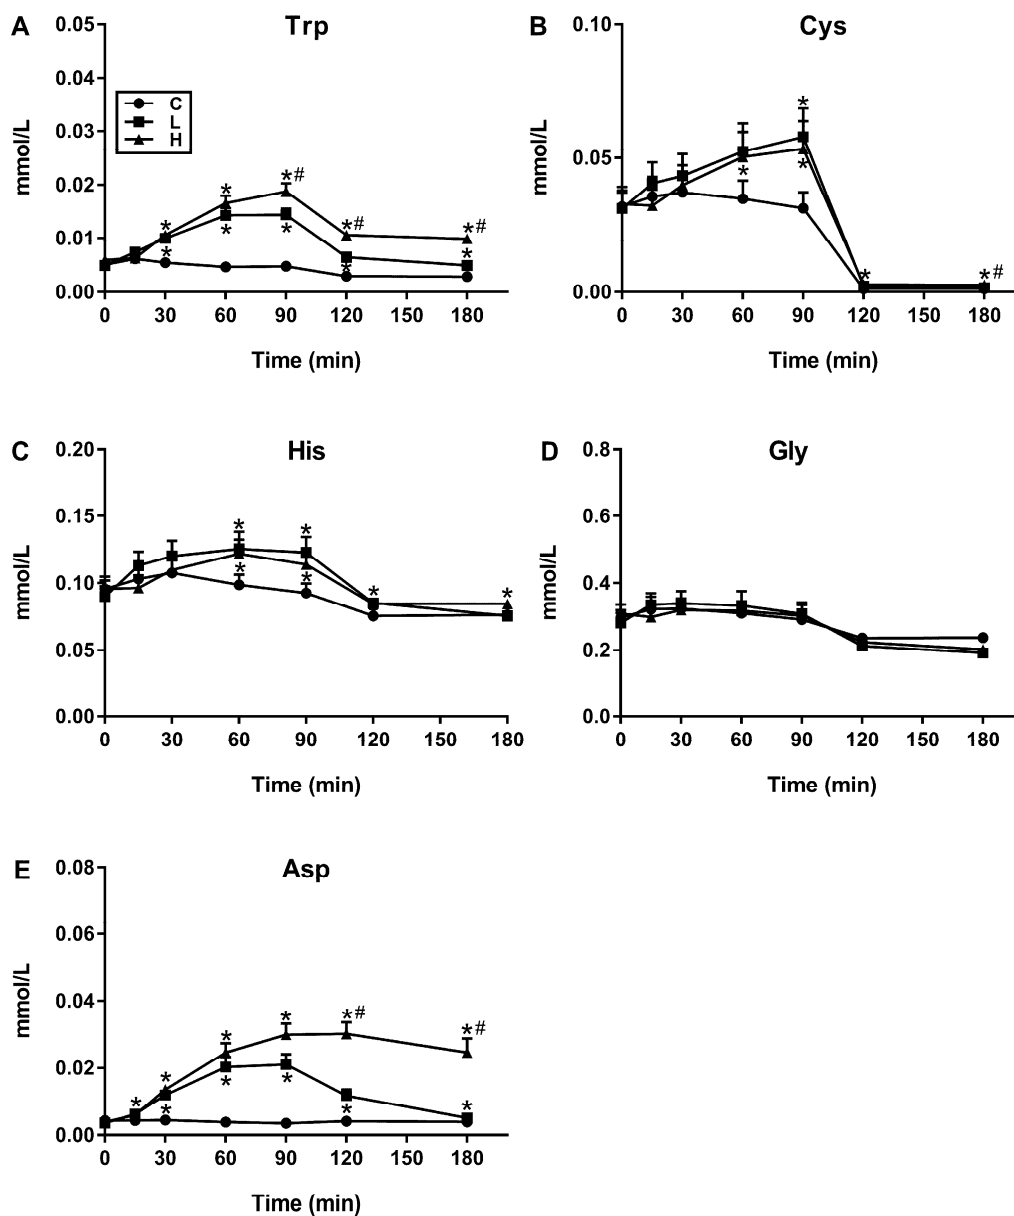 A
Trp
0.05
0.04
0.03
0.02
0.01
0.00
mmol/L
C
L
H
* * *# *# *#
* * * * *
0 30 60 90 120 150 180
Time (min)
B
Cys
0.10
0.05
0.00
mmol/L
*
* *
* *#
0 30 60 90 120 150 180
Time (min)
C
His
0.20
0.15
0.10
0.05
0.00
mmol/L
* *
* * * *
0 30 60 90 120 150 180
Time (min)
D
Gly
0.8
0.6
0.4
0.2
0.0
mmol/L
0 30 60 90 120 150 180
Time (min)
E
Asp
0.08
0.06
0.04
0.02
0.00
mmol/L
* * * * *# *#
* * * * *
0 30 60 90 120 150 180
Time (min)